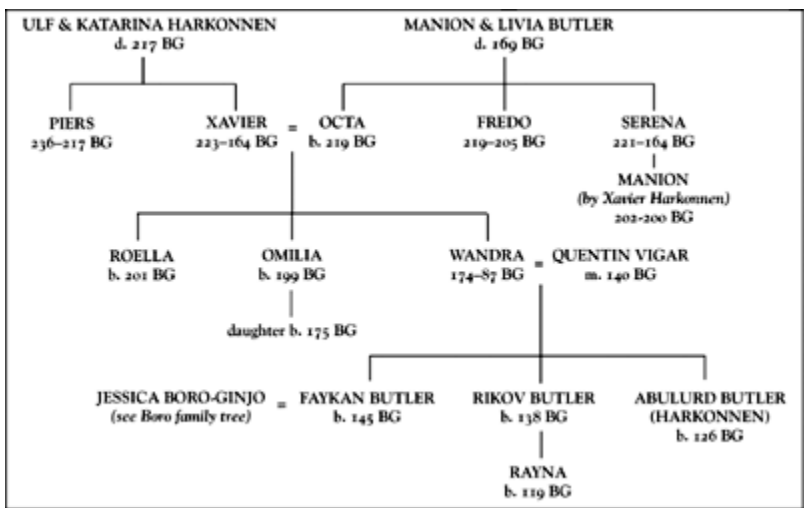 ULF & KATARINA HARKONNEN
d. 217 BG
MANION & LIVIA BUTLER
d. 169 BG
PIERS
236–217 BG
XAVIER
223–164 BG
=
OCTA
b. 219 BG
FREDO
219–205 BG
SERENA
221–164 BG
MANION
(by Xavier Harkonnen)
202-200 BG
ROELLA
b. 201 BG
OMILIA
b. 199 BG
WANDRA
174–87 BG
=
QUENTIN VIGAR
m. 140 BG
daughter b. 175 BG
JESSICA BORO-GINJO
(see Boro family tree)
=
FAYKAN BUTLER
b. 145 BG
RIKOV BUTLER
b. 138 BG
ABULURD BUTLER
(HARKONNEN)
b. 126 BG
RAYNA
b. 119 BG